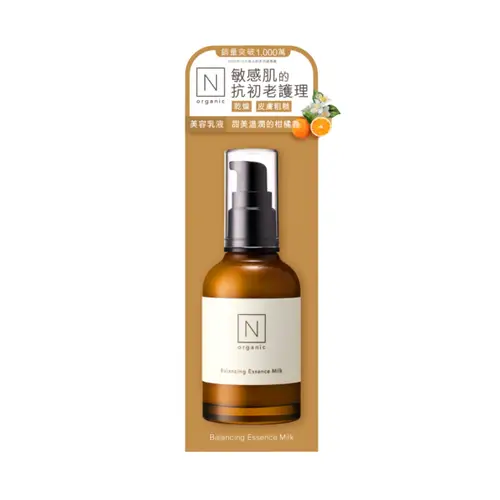 銷量突破1,000萬
N
organic
敏感肌的
抗初老護理
乾燥 皮膚粗糙
美容乳液 甜美滋潤的柑橘香
N
organic
Balancing Essence Milk
Balancing Essence Milk